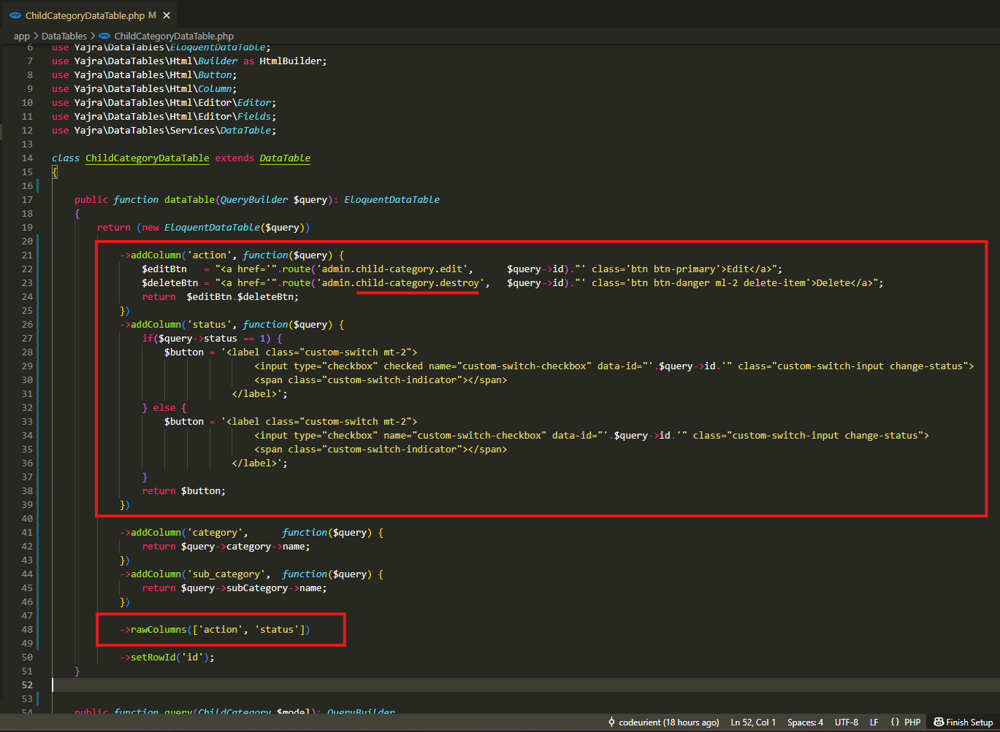 ChildCategoryDataTable.php M ×
app > DataTables > ChildCategoryDataTable.php
6 use Yajra\DataTables\EloquentDataTable;
7 use Yajra\DataTables\Html\Builder as HtmlBuilder;
8 use Yajra\DataTables\Html\Button;
9 use Yajra\DataTables\Html\Column;
10 use Yajra\DataTables\Html\Editor\Editor;
11 use Yajra\DataTables\Html\Editor\Fields;
12 use Yajra\DataTables\Services\DataTable;
13
14 class ChildCategoryDataTable extends DataTable
15 {
16
17     public function dataTable(QueryBuilder $query): EloquentDataTable
18     {
19         return (new EloquentDataTable($query))
20
21             ->addColumn('action', function($query) {
22                 $editBtn   = "<a href='".route('admin.child-category.edit',      $query->id)."' class='btn btn-primary'>Edit</a>";
23                 $deleteBtn = "<a href='".route('admin.child-category.destroy',   $query->id)."' class='btn btn-danger ml-2 delete-item'>Delete</a>";
24                 return  $editBtn.$deleteBtn;
25             })
26             ->addColumn('status', function($query) {
27                 if($query->status == 1) {
28                     $button = '<label class="custom-switch mt-2">
29                                     <input type="checkbox" checked name="custom-switch-checkbox" data-id="'.$query->id.'" class="custom-switch-input change-status">
30                                     <span class="custom-switch-indicator"></span>
31                                 </label>';
32                 } else {
33                     $button = '<label class="custom-switch mt-2">
34                                     <input type="checkbox" name="custom-switch-checkbox" data-id="'.$query->id.'" class="custom-switch-input change-status">
35                                     <span class="custom-switch-indicator"></span>
36                                 </label>';
37                 }
38                 return $button;
39             })
40
41             ->addColumn('category',      function($query) {
42                 return $query->category->name;
43             })
44             ->addColumn('sub_category',  function($query) {
45                 return $query->subCategory->name;
46             })
47
48             ->rawColumns(['action', 'status'])
49
50             ->setRowId('id');
51     }
52
53
54     public function query(ChildCategory $model): QueryBuilder
codeurient (18 hours ago) Ln 52, Col 1 Spaces: 4 UTF-8 LF {} PHP Finish Setup